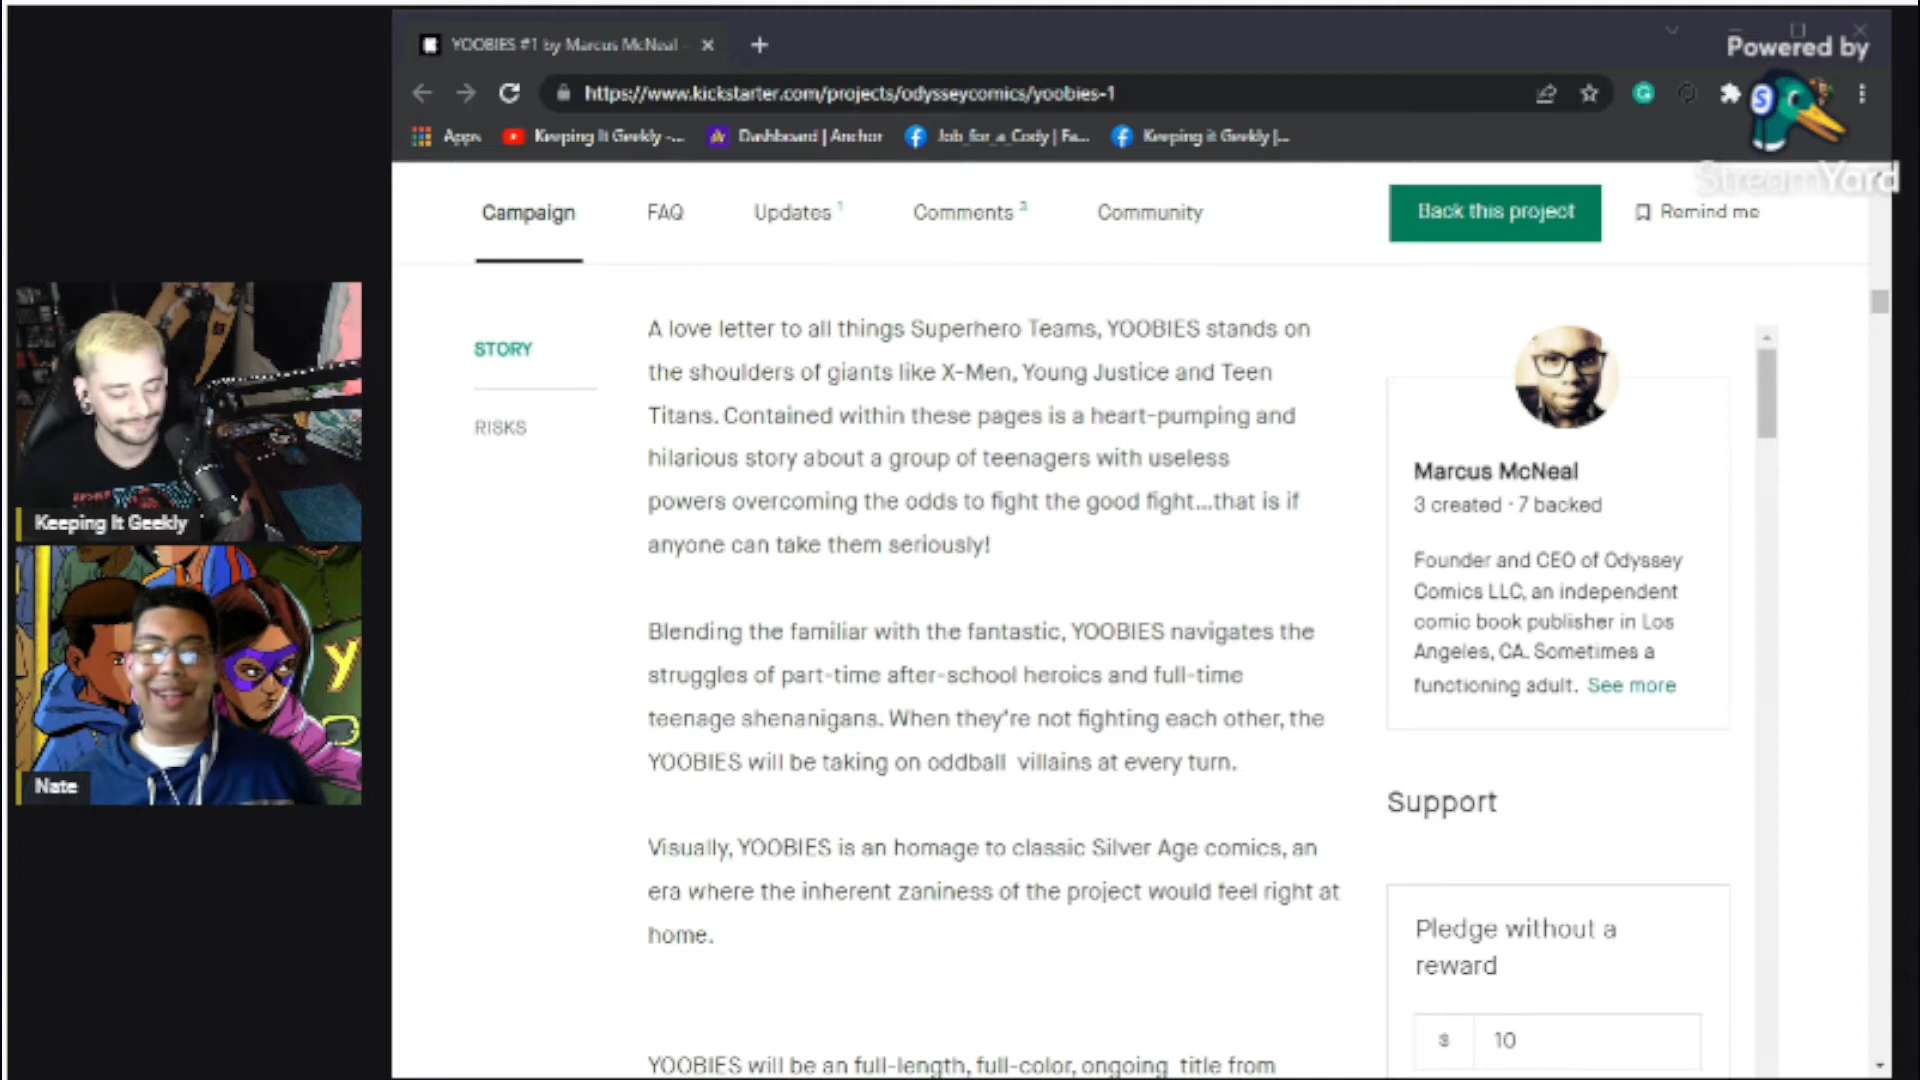 YOOBIES #1 by Marcus McNeal
Powered by
https://www.kickstarter.com/projects/odysseycomics/yoobies-1
Apps
Keeping It Geekly -...
Dashboard | Anchor
Job_for_a_Cody | Fa...
Keeping it Geekly |...
StreamYard
Campaign
FAQ
Updates 1
Comments 3
Community
Back this project
Remind me
STORY
RISKS
A love letter to all things Superhero Teams, YOOBIES stands on
the shoulders of giants like X-Men, Young Justice and Teen
Titans. Contained within these pages is a heart-pumping and
hilarious story about a group of teenagers with useless
powers overcoming the odds to fight the good fight...that is if
anyone can take them seriously!
Blending the familiar with the fantastic, YOOBIES navigates the
struggles of part-time after-school heroics and full-time
teenage shenanigans. When they're not fighting each other, the
YOOBIES will be taking on oddball villains at every turn.
Visually, YOOBIES is an homage to classic Silver Age comics, an
era where the inherent zaniness of the project would feel right at
home.
YOOBIES will be an full-length, full-color, ongoing title from
Marcus McNeal
3 created · 7 backed
Founder and CEO of Odyssey
Comics LLC, an independent
comic book publisher in Los
Angeles, CA. Sometimes a
functioning adult. See more
Support
Pledge without a
reward
$ 10
Keeping It Geekly
Y
Nate